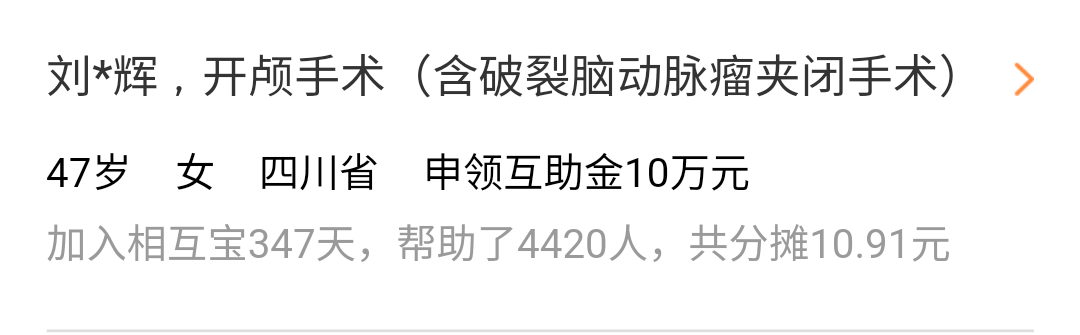 刘*辉，开颅手术（含破裂脑动脉瘤夹闭手术）
47岁 女 四川省 申领互助金10万元
加入相互宝347天，帮助了4420人，共分摊10.91元